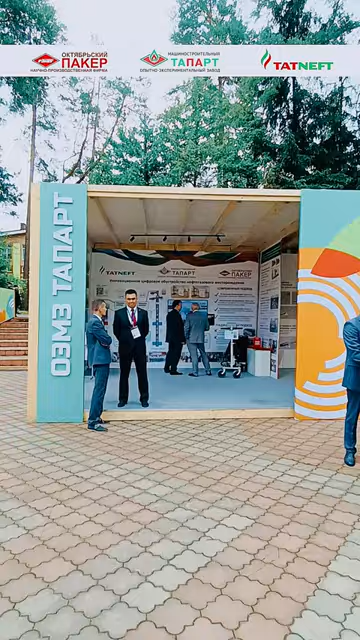 ОКТЯБРЬСКИЙ
ПАКЕР
НАУЧНО-ПРОИЗВОДСТВЕННАЯ ФИРМА
МАШИНОСТРОИТЕЛЬНЫЙ
ТАПАРТ
ОПЫТНО ЭКСПЕРИМЕНТАЛЬНЫЙ ЗАВОД
TATNEFT
ОЭМЗ ТАПАРТ
TATNEFT
ТАПАРТ
ПАКЕР